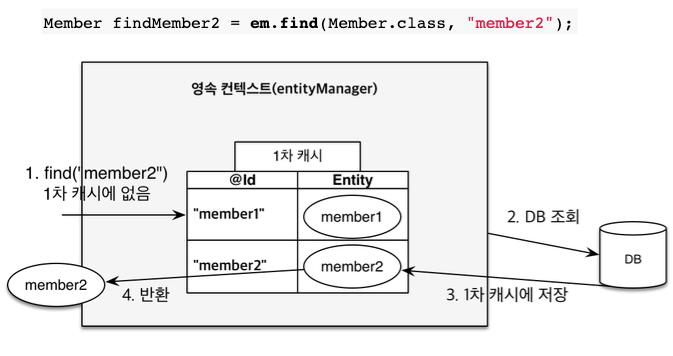 Member findMember2 = em.find(Member.class, "member2");
영속 컨텍스트(entityManager)
1차 캐시
1. find("member2")
1차 캐시에 없음
@Id
Entity
"member1"
member1
2. DB 조회
"member2"
member2
DB
member2
4. 반환
3. 1차 캐시에 저장